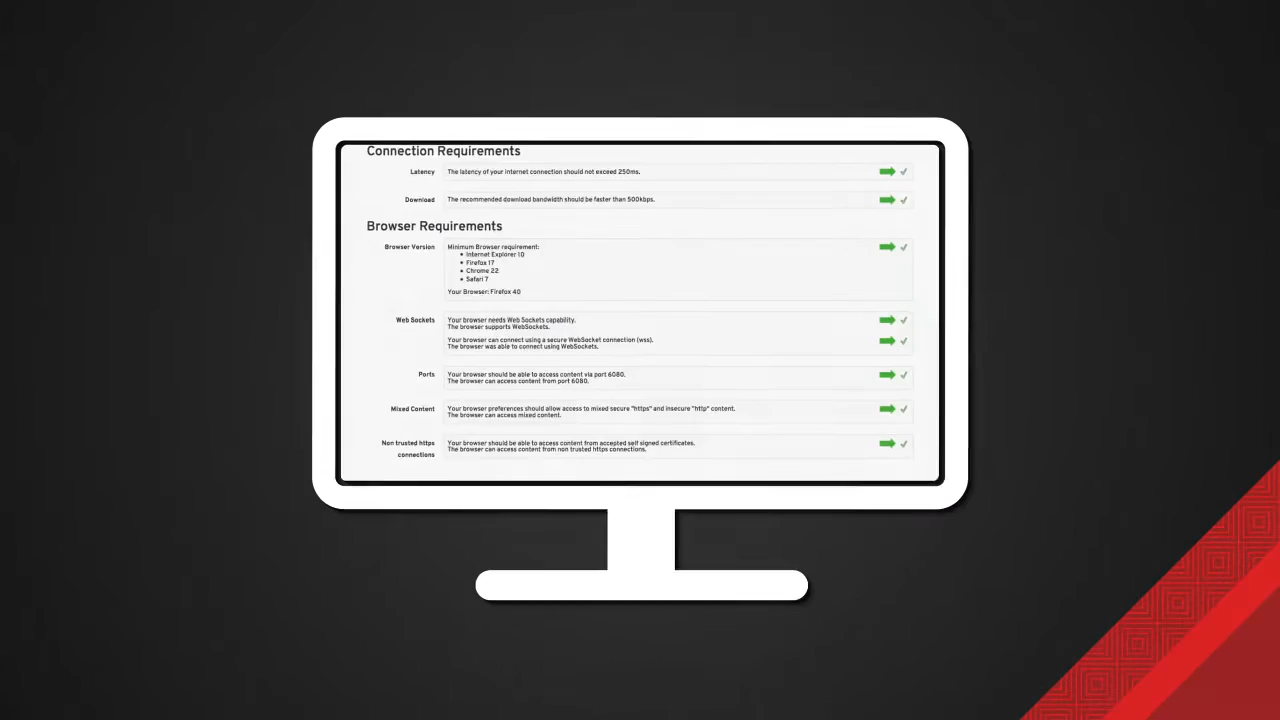 Connection Requirements
Latency
The latency of your internet connection should not exceed 250ms.
Download
The recommended download bandwidth should be faster than 500kbps.
Browser Requirements
Browser Version
Minimum Browser requirement:
Internet Explorer 10
Firefox 17
Chrome 22
Safari 7
Your Browser: Firefox 40
Web Sockets
Your browser needs Web Sockets capability.
The browser supports WebSockets.
Your browser can connect using a secure WebSocket connection (wss).
The browser was able to connect using WebSockets.
Ports
Your browser should be able to access content via port 6080.
The browser can access content from port 6080.
Mixed Content
Your browser preferences should allow access to mixed secure "https" and insecure "http" content.
The browser can access mixed content.
Non trusted https
connections
Your browser should be able to access content from accepted self signed certificates.
The browser can access content from non trusted https connections.